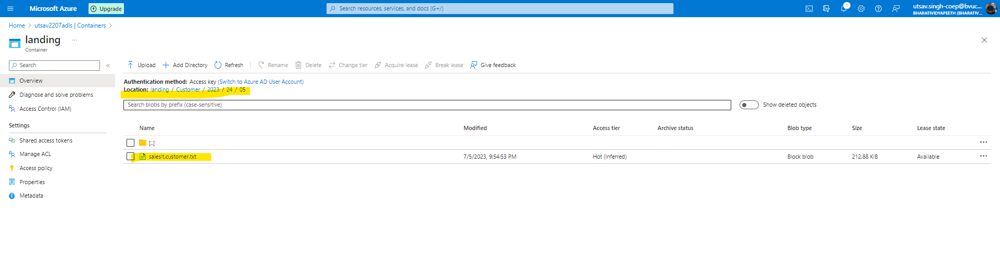 Microsoft Azure
Upgrade
Search resources, services, and docs (G+/)
1
utsav.singh-coep@bvuc...
BHARATIVIDYAPEETH (BHARATIV...
Home > utsav2207adls | Containers >
landing
...
Container
Search
«
Upload
Add Directory
Refresh
Rename
Delete
Change tier
Acquire lease
Break lease
Give feedback
Overview
Diagnose and solve problems
Access Control (IAM)
Settings
Shared access tokens
Manage ACL
Access policy
Properties
Metadata
Authentication method: Access key (Switch to Azure AD User Account)
Location: landing / Customer / 2023 / 24 / 05
Search blobs by prefix (case-sensitive)
Show deleted objects
Name Modified Access tier Archive status Blob type Size Lease state
[..]
saleslt.customer.txt 7/5/2023, 9:54:53 PM Hot (Inferred) Block blob 212.88 KiB Available